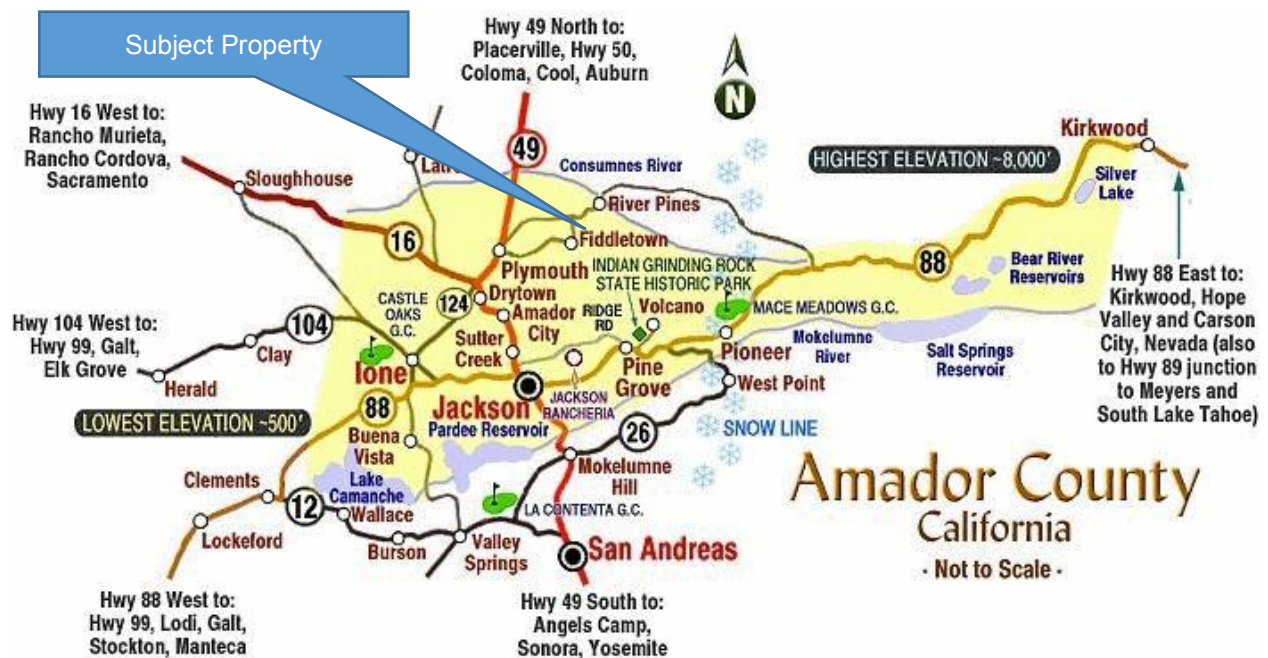 Subject Property
Hwy 49 North to:
Placerville, Hwy 50,
Coloma, Cool, Auburn
Hwy 16 West to:
Rancho Murieta,
Rancho Cordova,
Sacramento
N
49
Kirkwood
HIGHEST ELEVATION ~8,000'
Consumnes River
Sloughhouse
Silver
Lake
River Pines
16
Fiddletown
88
Bear River
Reservoirs
Plymouth
INDIAN GRINDING ROCK
STATE HISTORIC PARK
Hwy 88 East to:
Kirkwood, Hope
Valley and Carson
City, Nevada (also
to Hwy 89 junction
to Meyers and
South Lake Tahoe)
CASTLE
OAKS
G.C.
124
Drytown
Amador
City
RIDGE
RD
Volcano
MACE MEADOWS G.C.
Hwy 104 West to:
Hwy 99, Galt,
Elk Grove
104
Clay
Herald
Sutter
Creek
Pine
Grove
Pioneer
Mokelumne
River
Salt Springs
Reservoir
Ione
88
Jackson
JACKSON
RANCHERIA
West Point
LOWEST ELEVATION ~500'
Pardee Reservoir
26
SNOW LINE
Buena
Vista
Mokelumne
Hill
Clements
Lake
Camanche
12
Wallace
LA CONTENTA G.C.
Lockeford
Burson
Valley
Springs
San Andreas
Amador County
California
- Not to Scale -
Hwy 88 West to:
Hwy 99, Lodi, Galt,
Stockton, Manteca
Hwy 49 South to:
Angels Camp,
Sonora, Yosemite